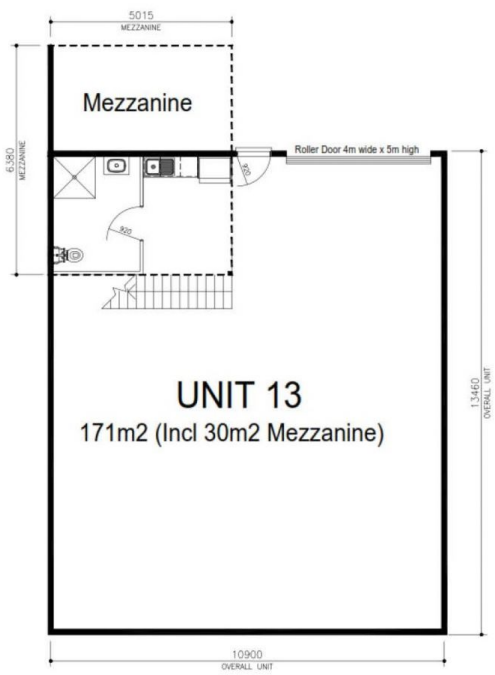 5015
MEZZANINE
Mezzanine
6380
MEZZANINE
Roller Door 4m wide x 5m high
920
920
UNIT 13
171m2 (Incl 30m2 Mezzanine)
13460
OVERALL UNIT
10900
OVERALL UNIT